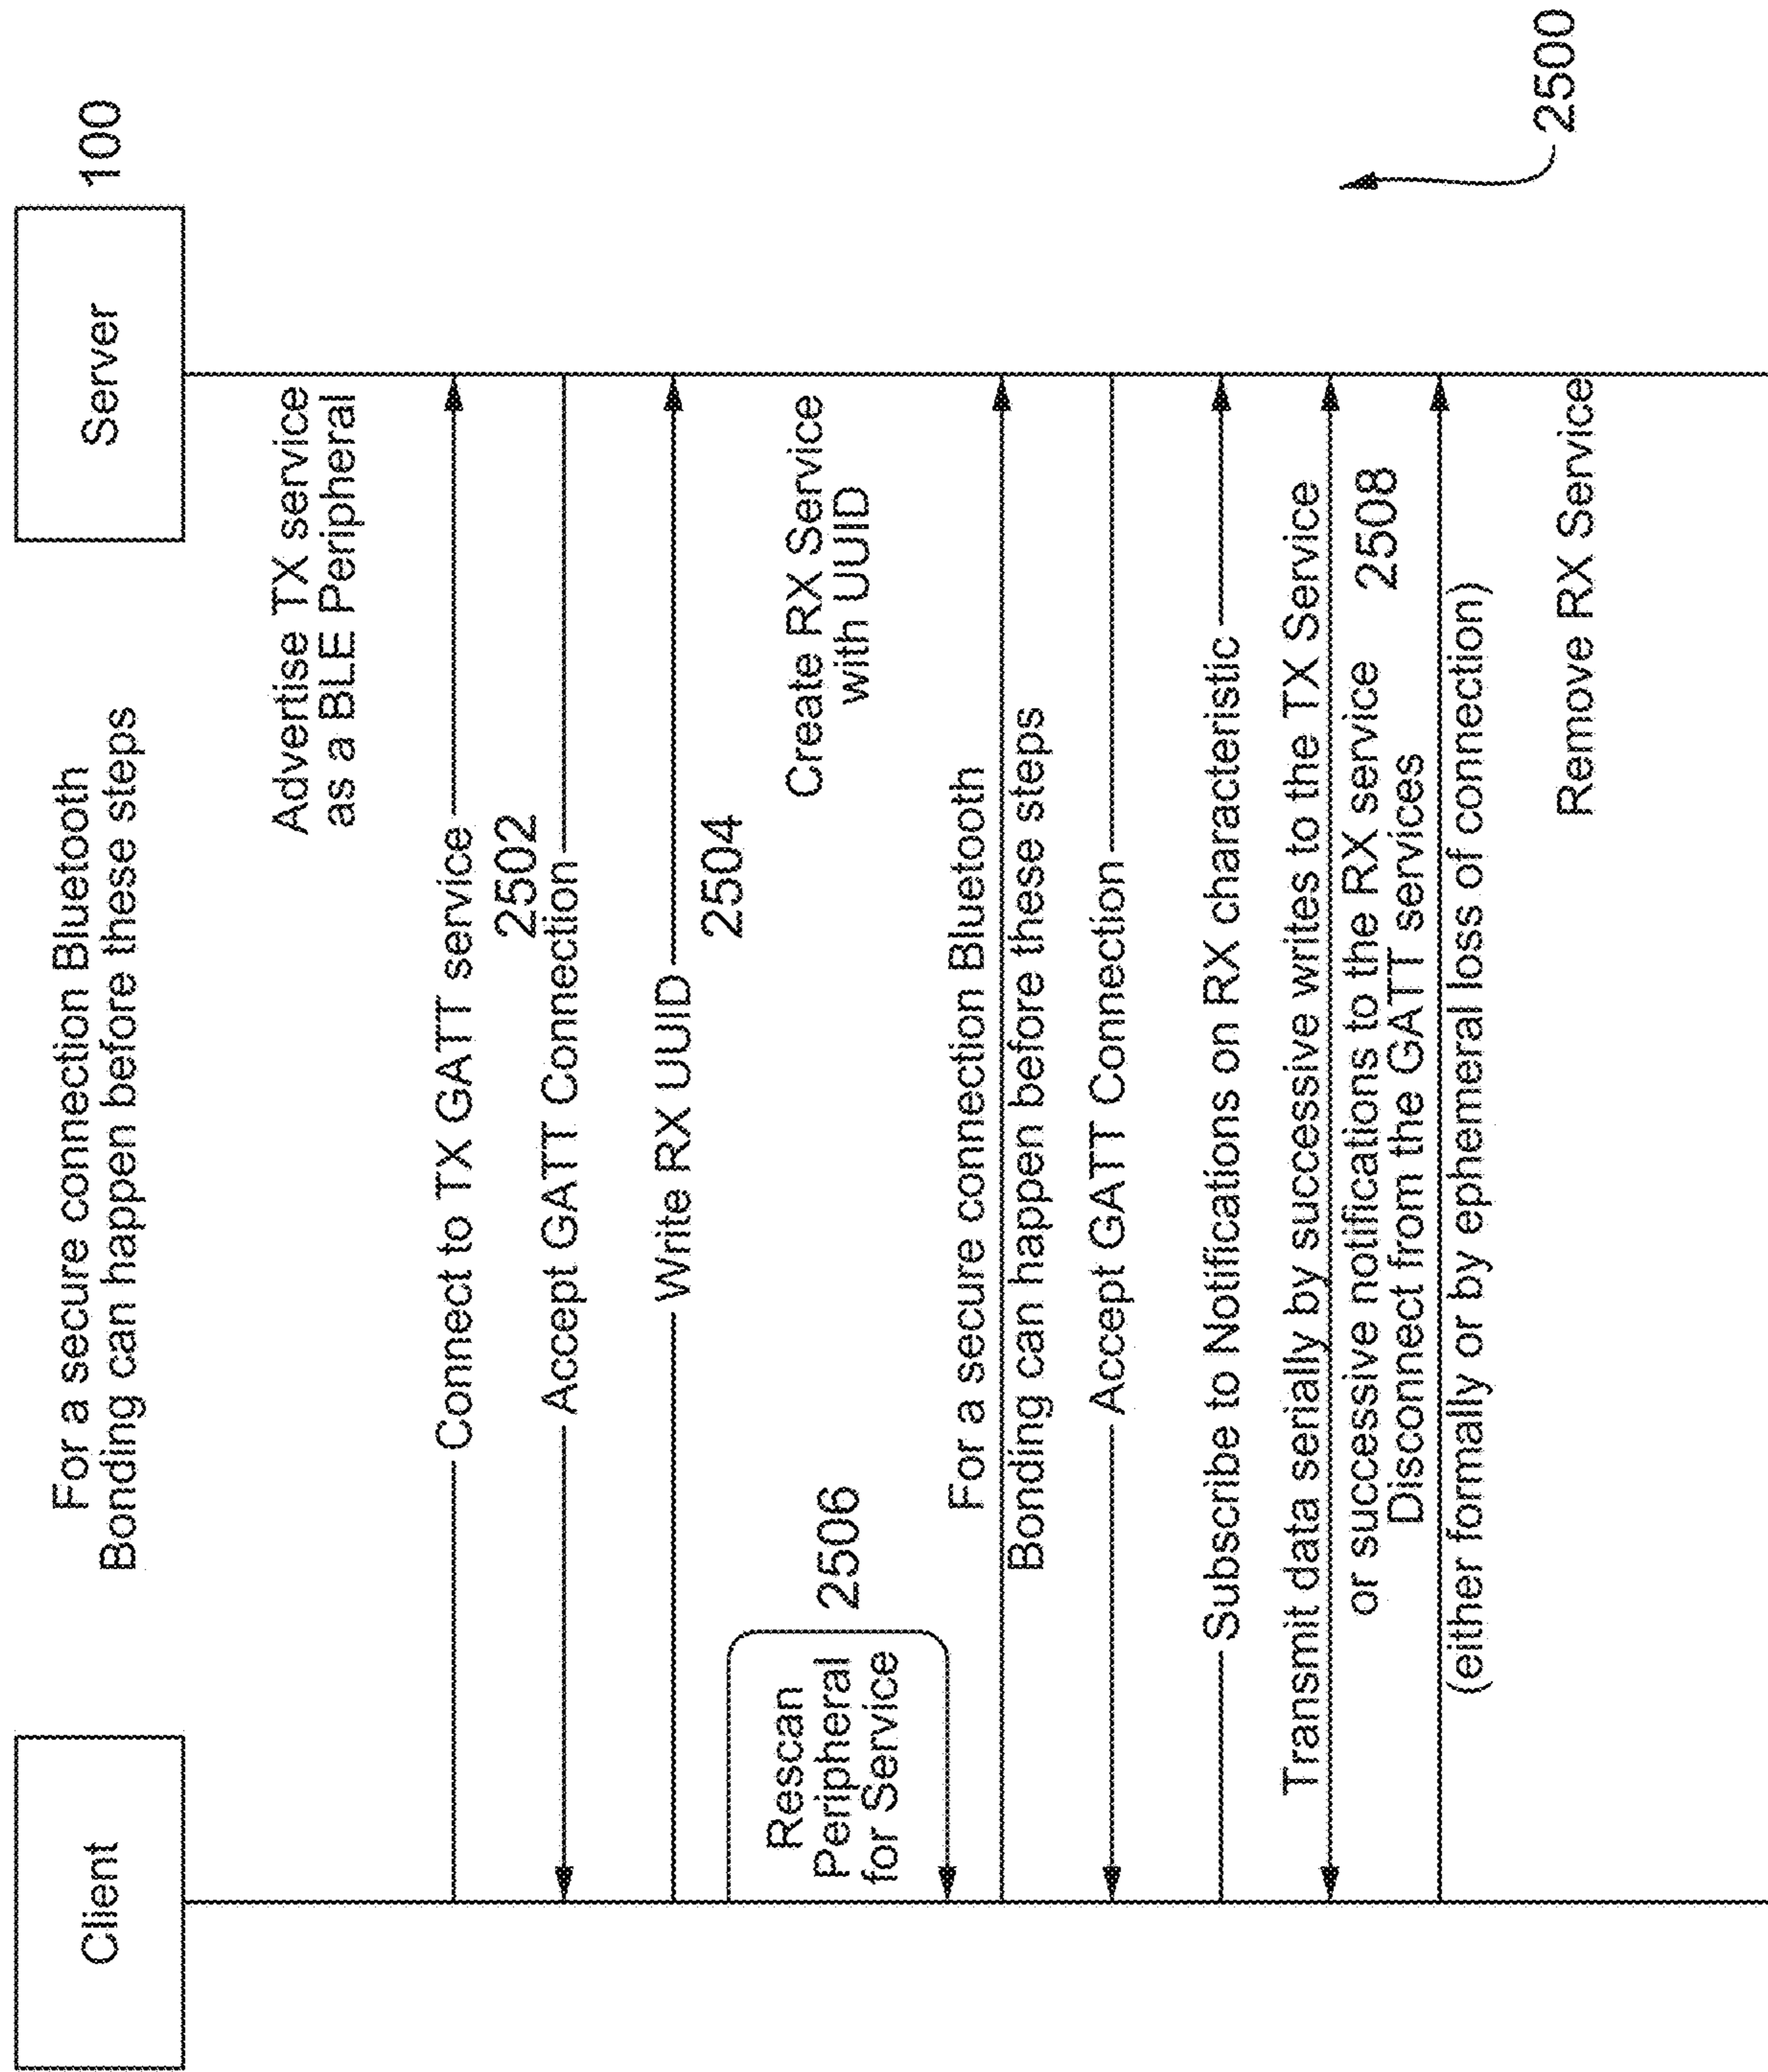 Client
Server
100
For a secure connection Bluetooth
Bonding can happen before these steps
Advertise TX service
as a BLE Peripheral
Connect to TX GATT service
2502
Accept GATT Connection
Write RX UUID
2504
Rescan
Peripheral
for Service
2506
Create RX Service
with UUID
For a secure connection Bluetooth
Bonding can happen before these steps
Accept GATT Connection
Subscribe to Notifications on RX characteristic
Transmit data serially by successive writes to the TX Service
or successive notifications to the RX service
2508
Disconnect from the GATT services
(either formally or by ephemeral loss of connection)
Remove RX Service
2500